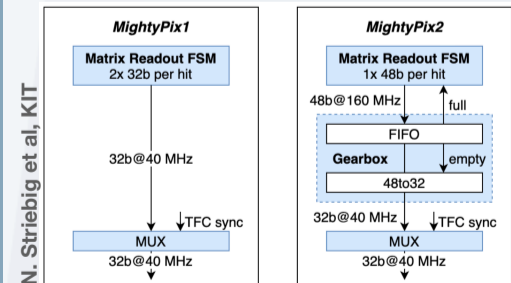 N. Striebig et al, KIT
MightyPix1
Matrix Readout FSM
2x 32b per hit
32b@40 MHz
TFC sync
MUX
32b@40 MHz
MightyPix2
Matrix Readout FSM
1x 48b per hit
48b@160 MHz
full
FIFO
Gearbox
empty
48to32
32b@40 MHz
TFC sync
MUX
32b@40 MHz